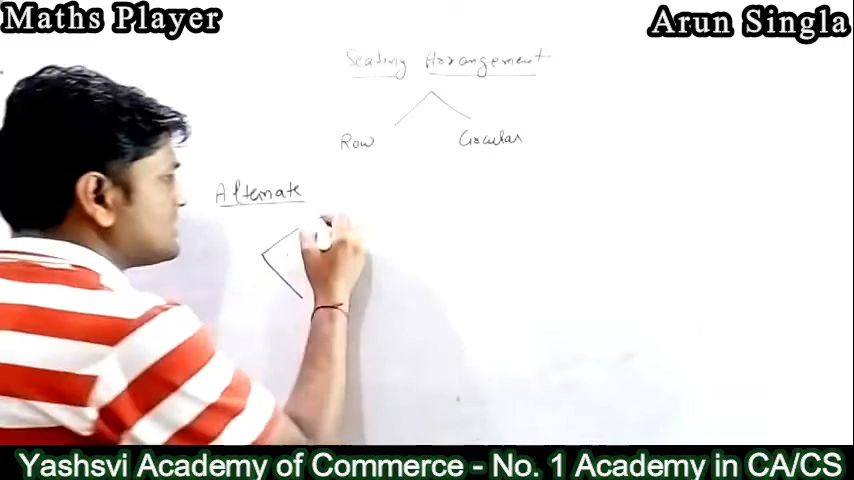 Maths Player
Arun Singla
Seating Arrangement
Row
Circular
Alternate
Yashsvi Academy of Commerce - No. 1 Academy in CA/CS